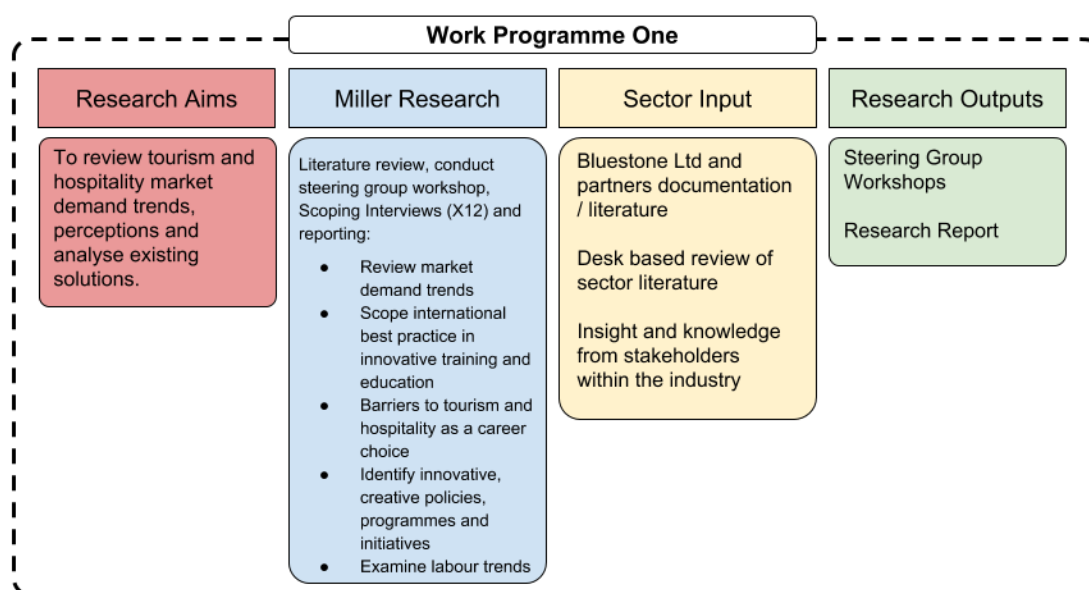 Work Programme One
Research Aims
To review tourism and
hospitality market
demand trends,
perceptions and
analyse existing
solutions.
Miller Research
Literature review, conduct
steering group workshop,
Scoping Interviews (X12) and
reporting:
● Review market
demand trends
● Scope international
best practice in
innovative training and
education
● Barriers to tourism and
hospitality as a career
choice
● Identify innovative,
creative policies,
programmes and
initiatives
● Examine labour trends
Sector Input
Bluestone Ltd and
partners documentation
/ literature
Desk based review of
sector literature
Insight and knowledge
from stakeholders
within the industry
Research Outputs
Steering Group
Workshops
Research Report